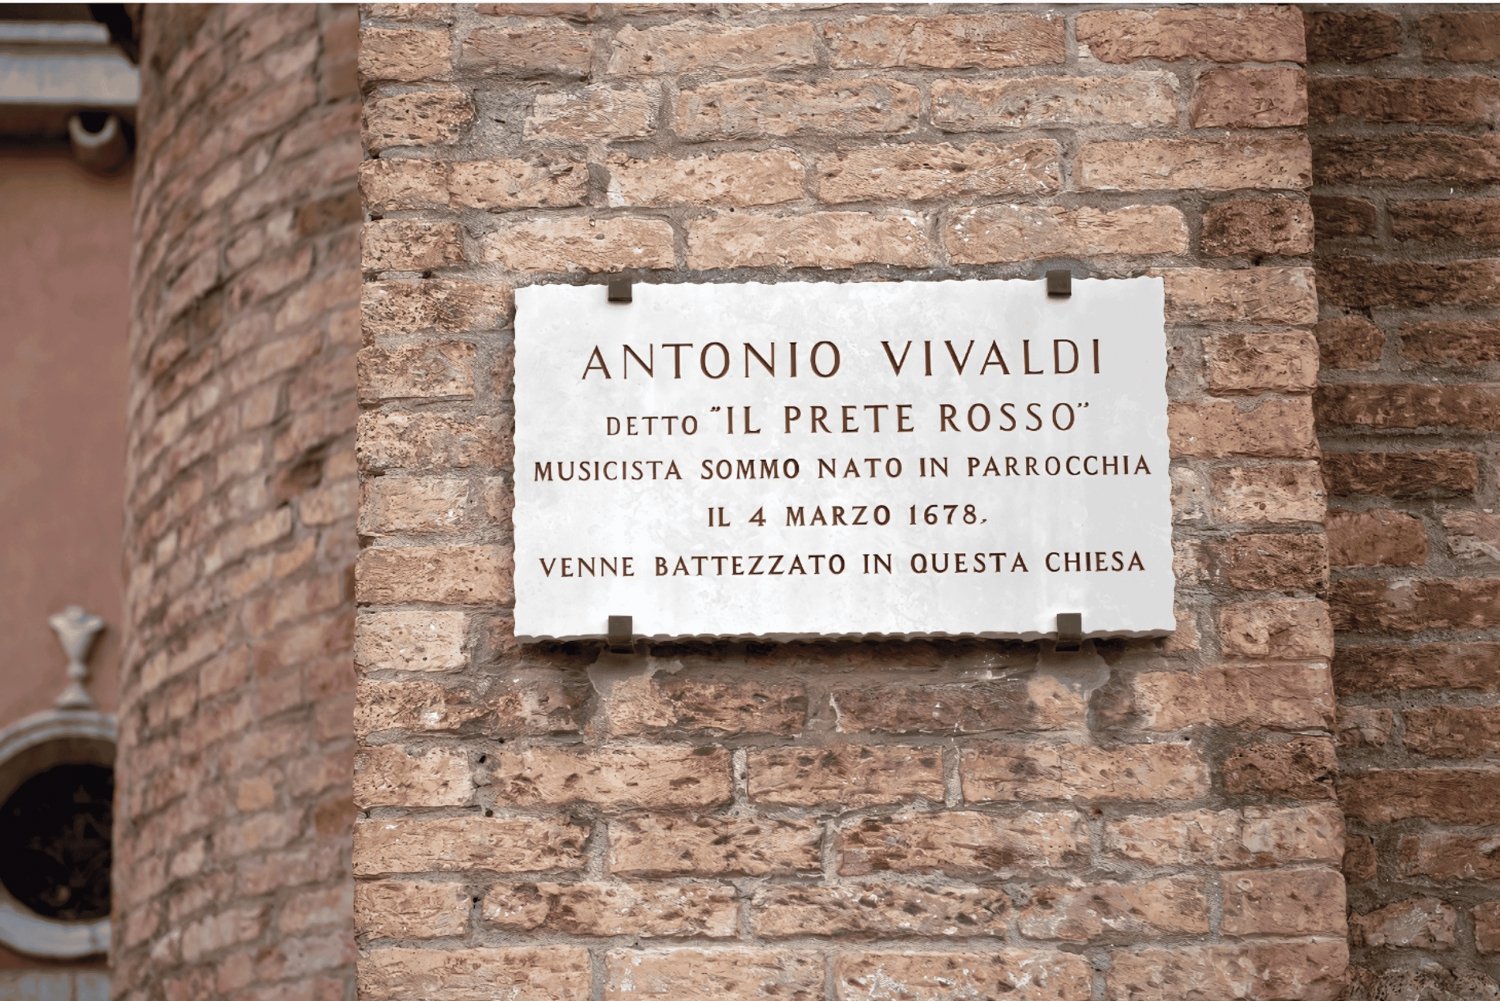 ANTONIO VIVALDI
DETTO "IL PRETE ROSSO"
MUSICISTA SOMMO NATO IN PARROCCHIA
IL 4 MARZO 1678,
VENNE BATTEZZATO IN QUESTA CHIESA